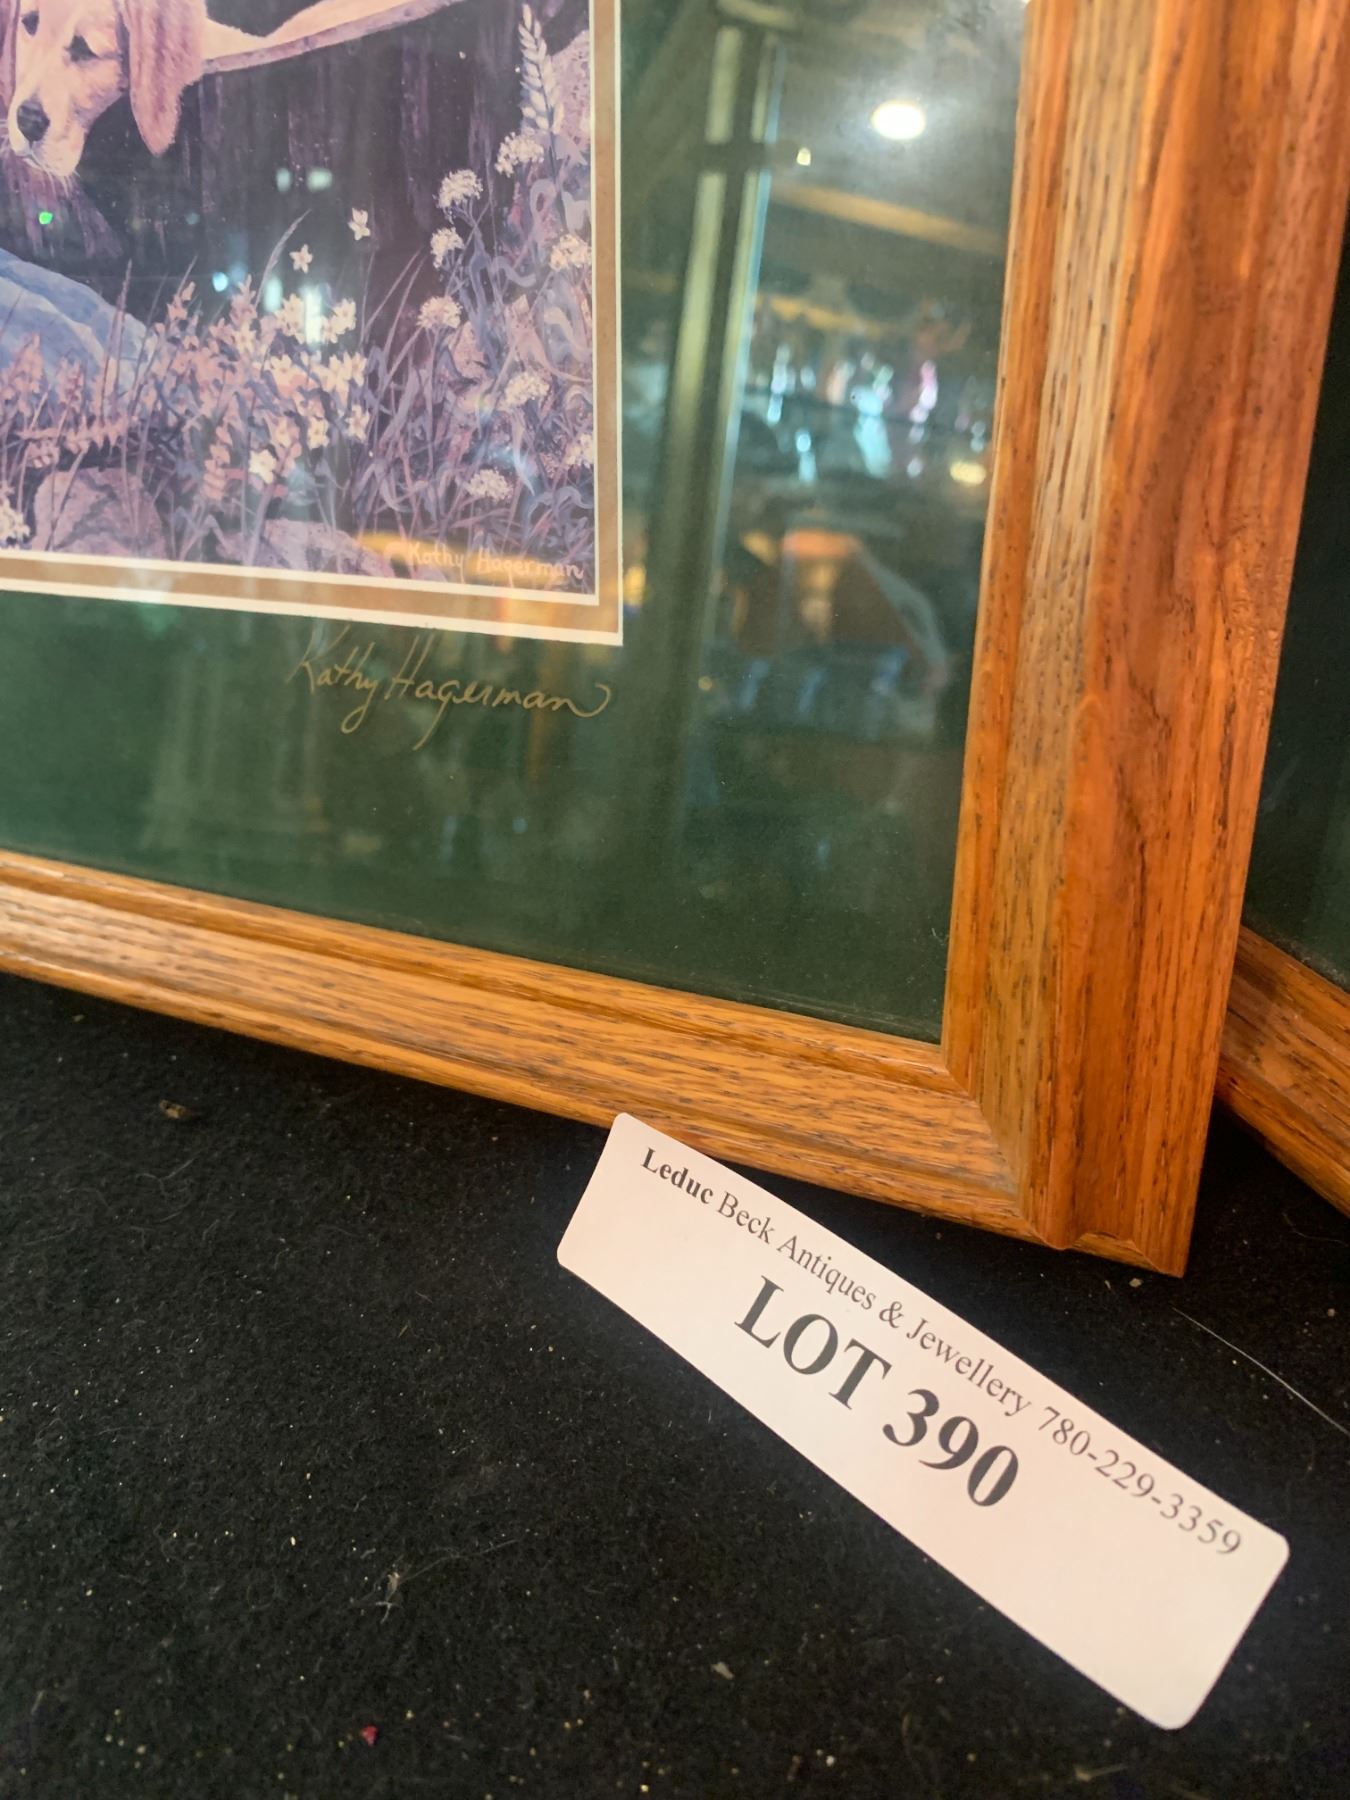 Kathy Hagerman
Kathy Hagerman
Leduc Beck Antiques & Jewellery 780-229-3359
LOT 390